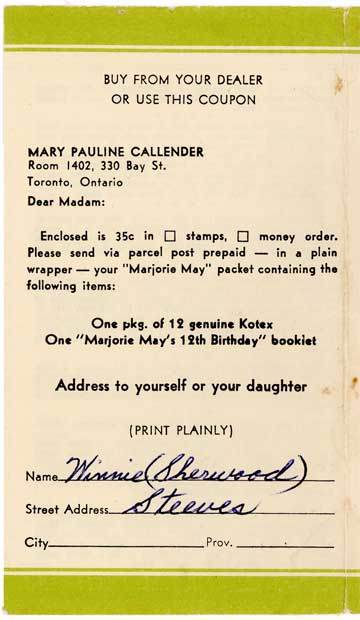 BUY FROM YOUR DEALER
OR USE THIS COUPON
MARY PAULINE CALLENDER
Room 1402, 330 Bay St.
Toronto, Ontario
Dear Madam:
Enclosed is 35c in □ stamps, □ money order.
Please send via parcel post prepaid — in a plain
wrapper — your "Marjorie May" packet containing the
following items:
One pkg. of 12 genuine Kotex
One "Marjorie May's 12th Birthday" booklet
Address to yourself or your daughter
(PRINT PLAINLY)
Name Winnie (Sherwood)
Street Address Steeves
City Prov.